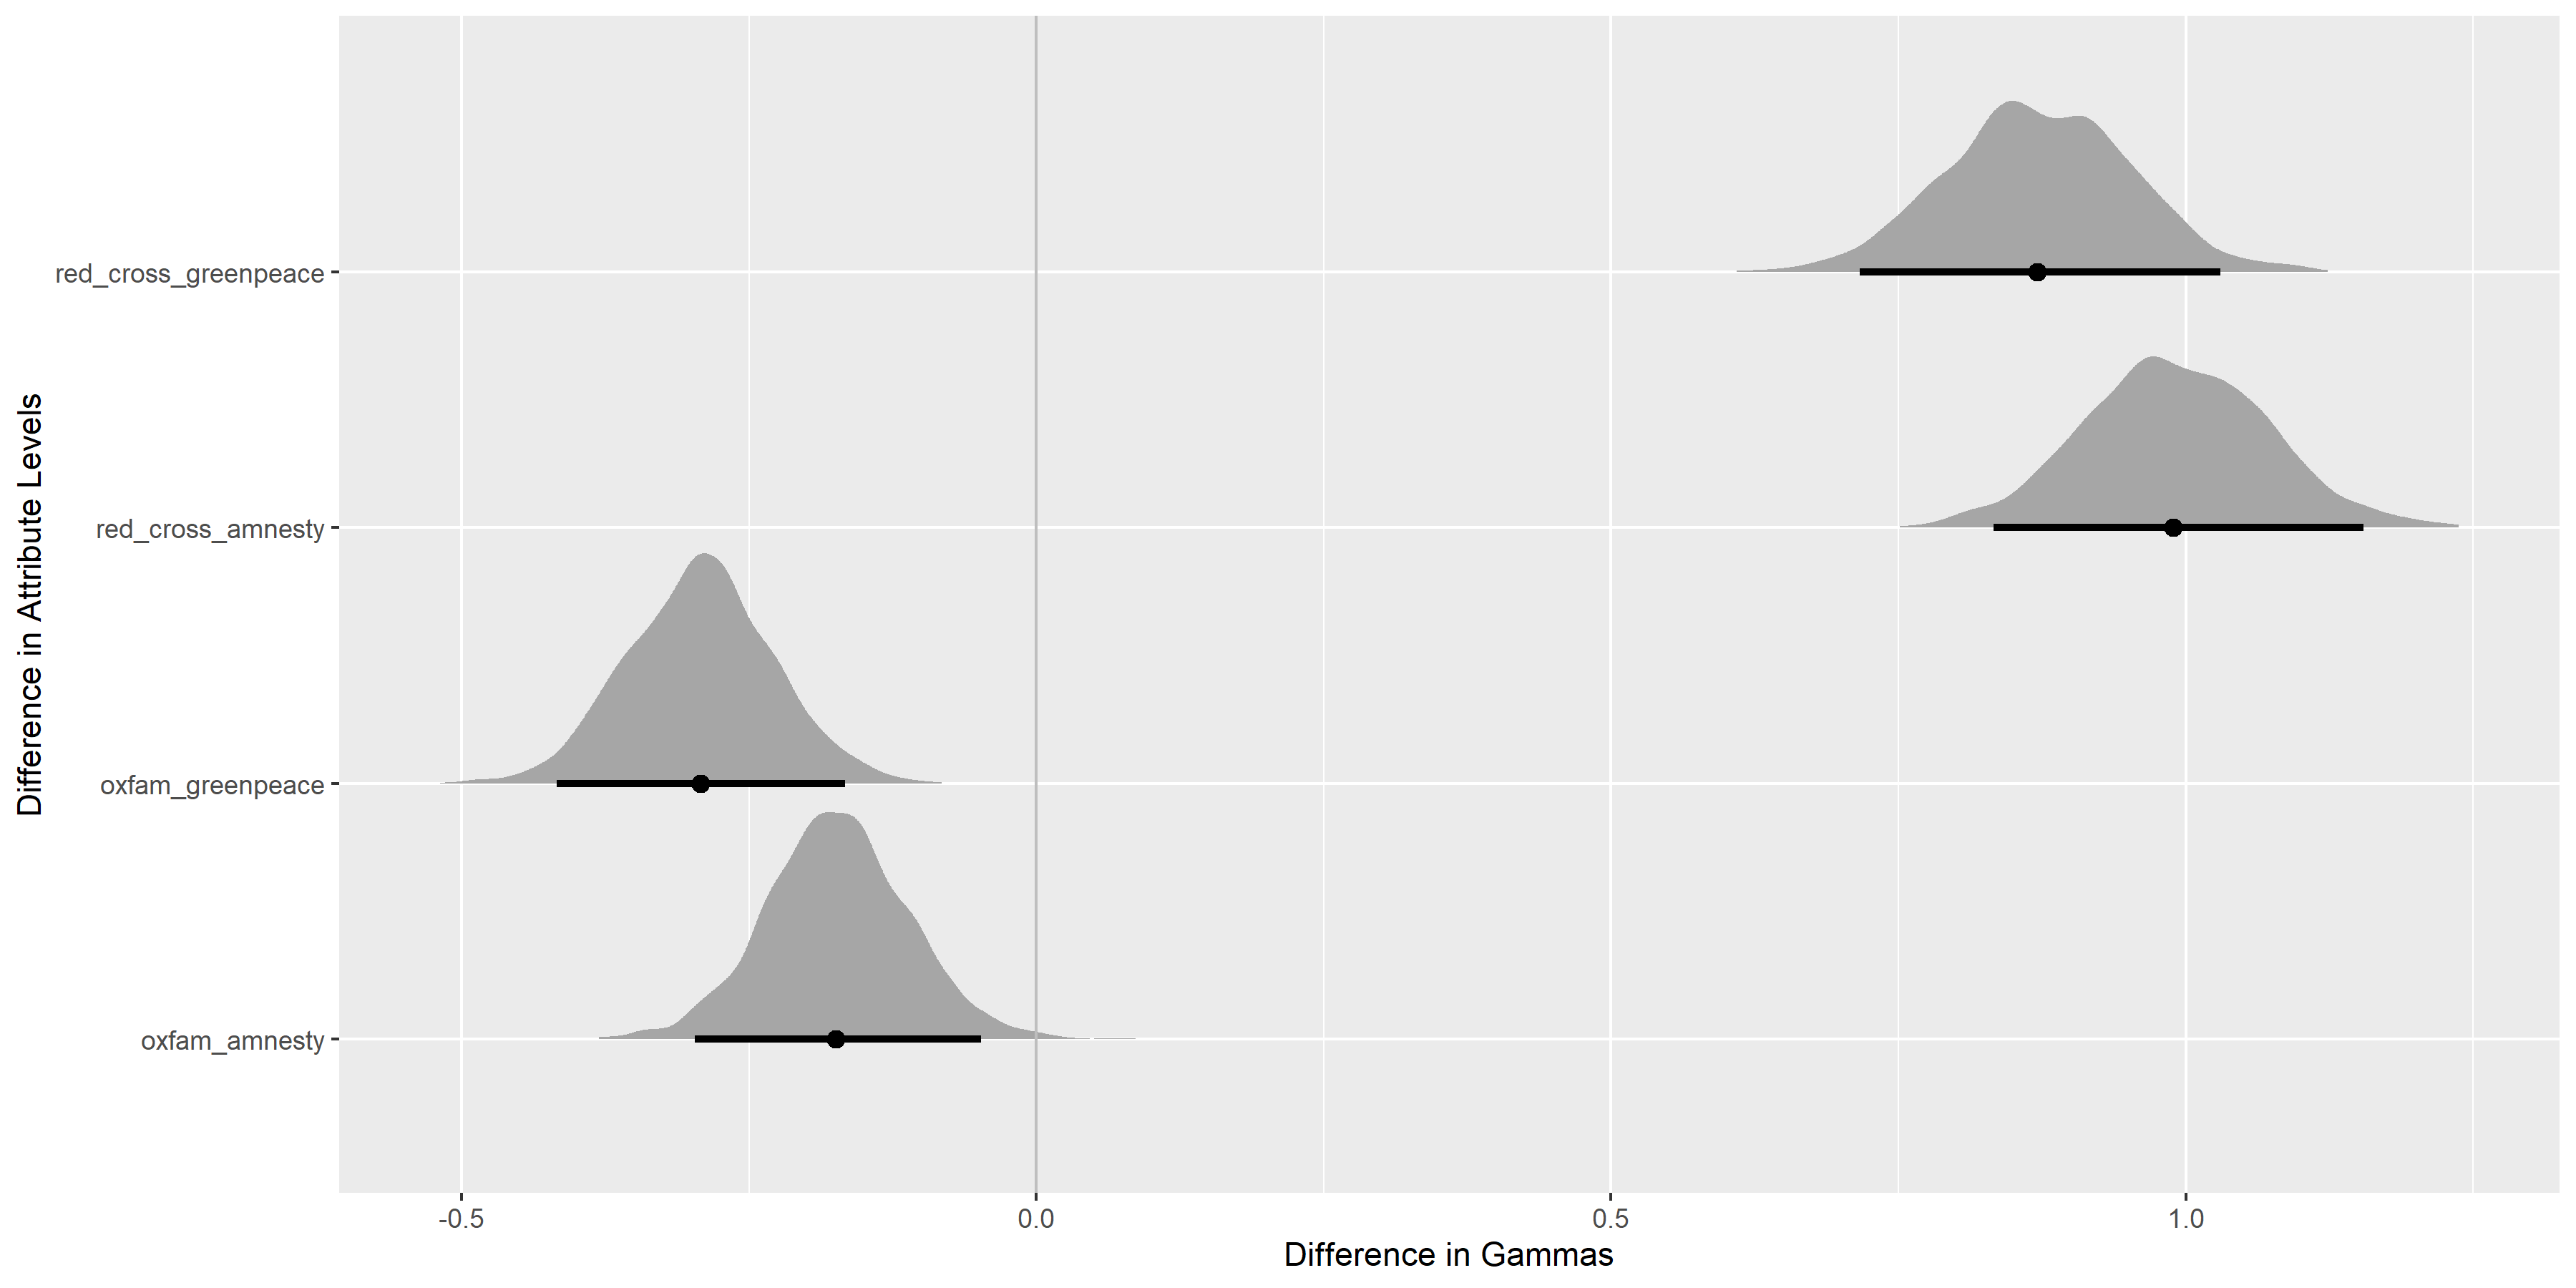 red_cross_greenpeace
red_cross_amnesty
oxfam_greenpeace
oxfam_amnesty
Difference in Attribute Levels
-0.5 0.0 0.5 1.0
Difference in Gammas